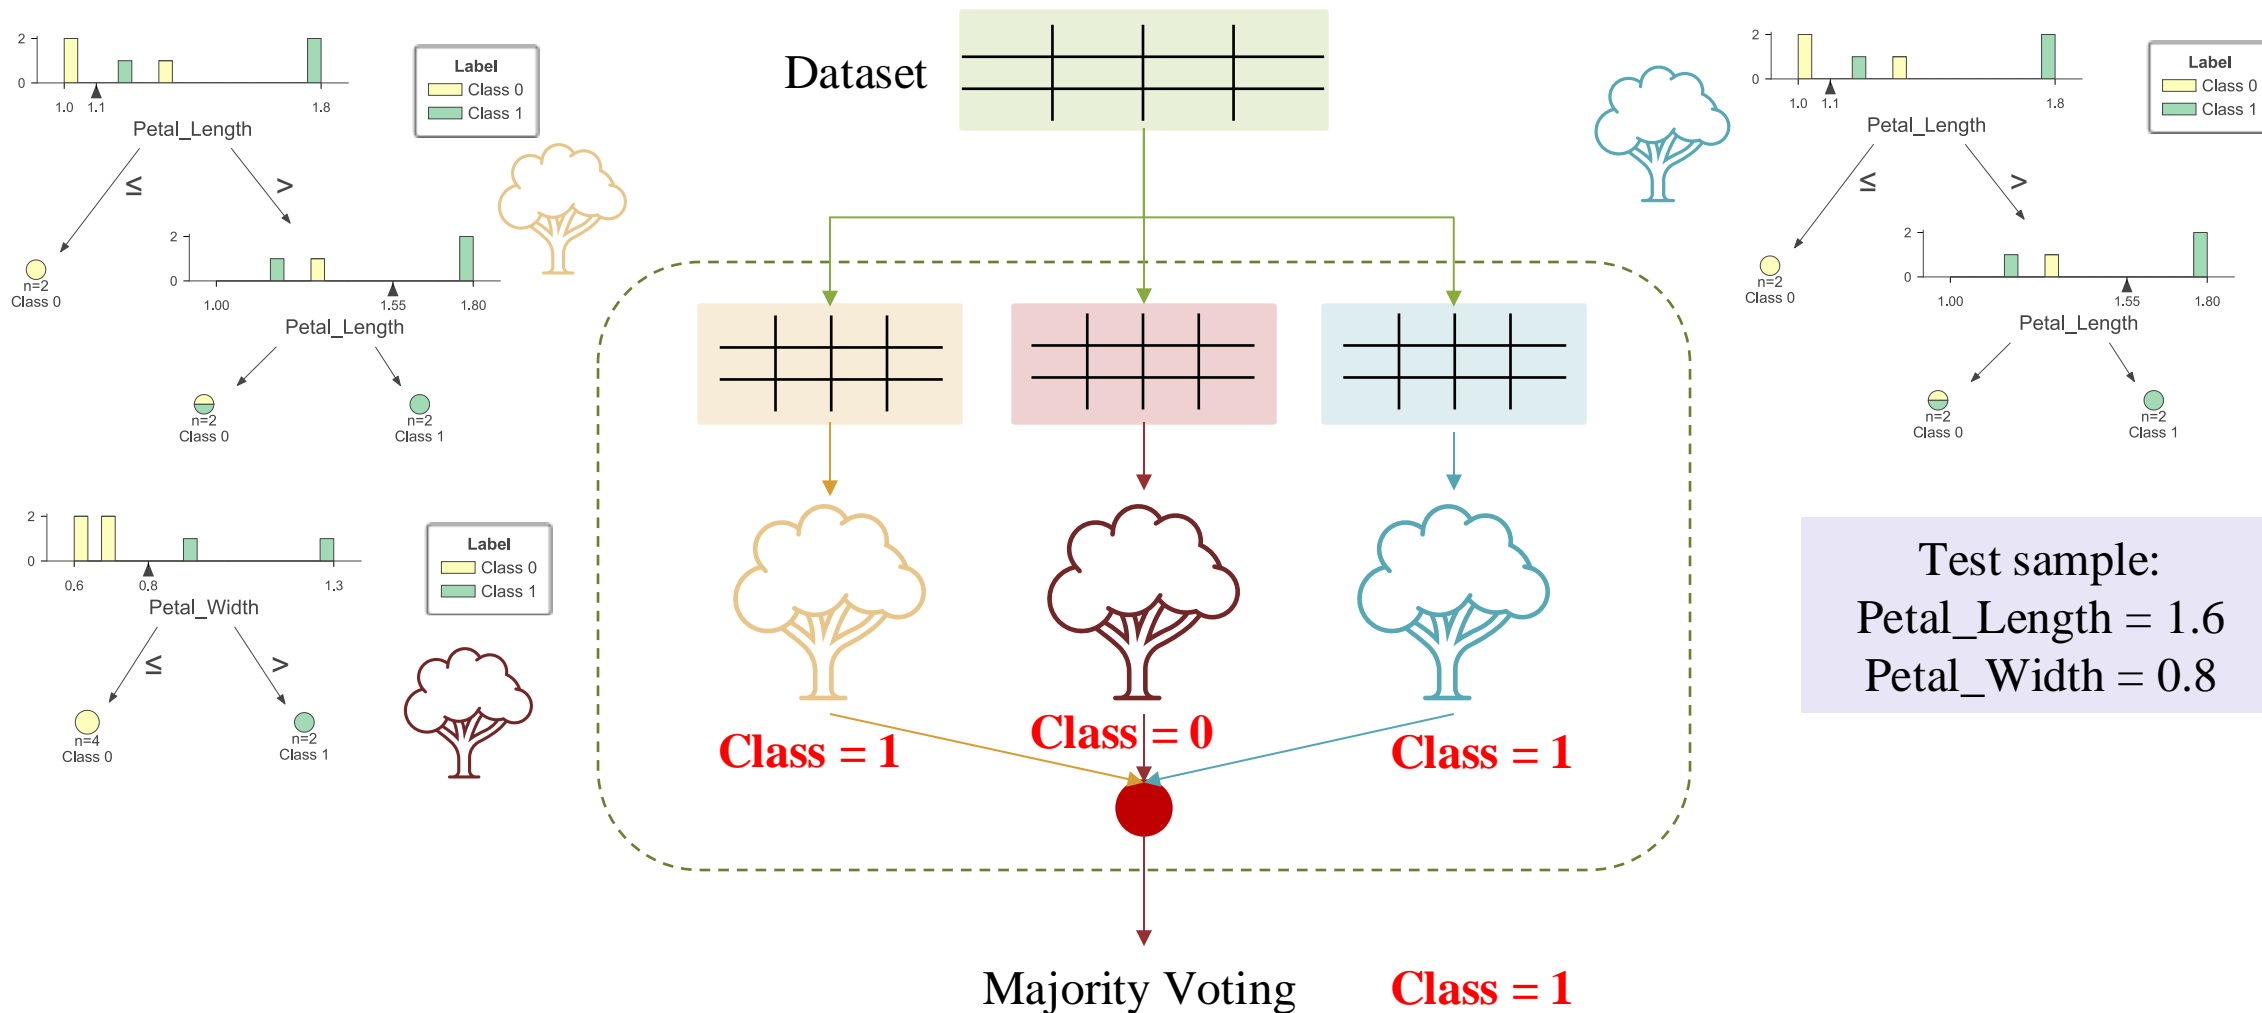 2
0
1.0
1.1
1.8
Petal_Length
Label
Class 0
Class 1
≤
>
2
0
1.00
1.55
1.80
Petal_Length
n=2
Class 0
n=2
Class 0
n=2
Class 1
2
0
0.6
0.8
1.3
Petal_Width
Label
Class 0
Class 1
≤
>
n=4
Class 0
n=2
Class 1
Dataset
Class = 1
Class = 0
Class = 1
Majority Voting
Class = 1
2
0
1.0
1.1
1.8
Petal_Length
Label
Class 0
Class 1
≤
>
2
0
1.00
1.55
1.80
Petal_Length
n=2
Class 0
n=2
Class 0
n=2
Class 1
Test sample:
Petal_Length = 1.6
Petal_Width = 0.8